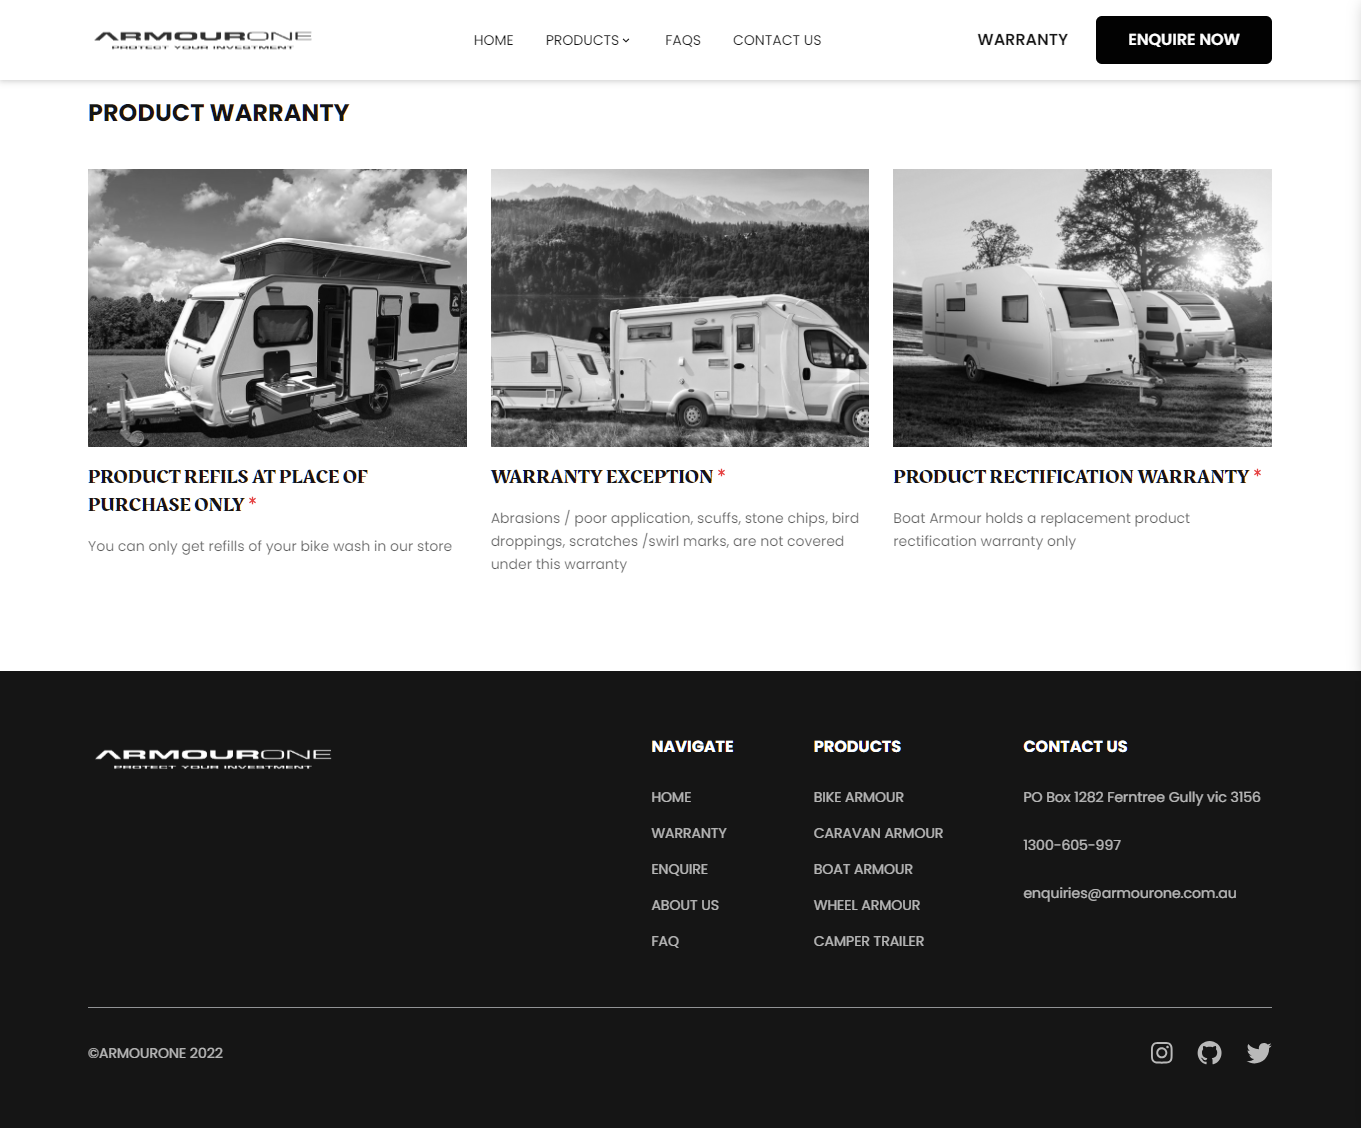 ARMOURONE
PROTECT YOUR INVESTMENT
HOME
PRODUCTS
FAQS
CONTACT US
WARRANTY
ENQUIRE NOW
PRODUCT WARRANTY
PRODUCT REFILS AT PLACE OF
PURCHASE ONLY *
You can only get refills of your bike wash in our store
WARRANTY EXCEPTION *
Abrasions / poor application, scuffs, stone chips, bird
droppings, scratches /swirl marks, are not covered
under this warranty
PRODUCT RECTIFICATION WARRANTY *
Boat Armour holds a replacement product
rectification warranty only
ARMOURONE
PROTECT YOUR INVESTMENT
NAVIGATE
HOME
WARRANTY
ENQUIRE
ABOUT US
FAQ
PRODUCTS
BIKE ARMOUR
CARAVAN ARMOUR
BOAT ARMOUR
WHEEL ARMOUR
CAMPER TRAILER
CONTACT US
PO Box 1282 Ferntree Gully vic 3156
1300-605-997
enquiries@armourone.com.au
©ARMOURONE 2022